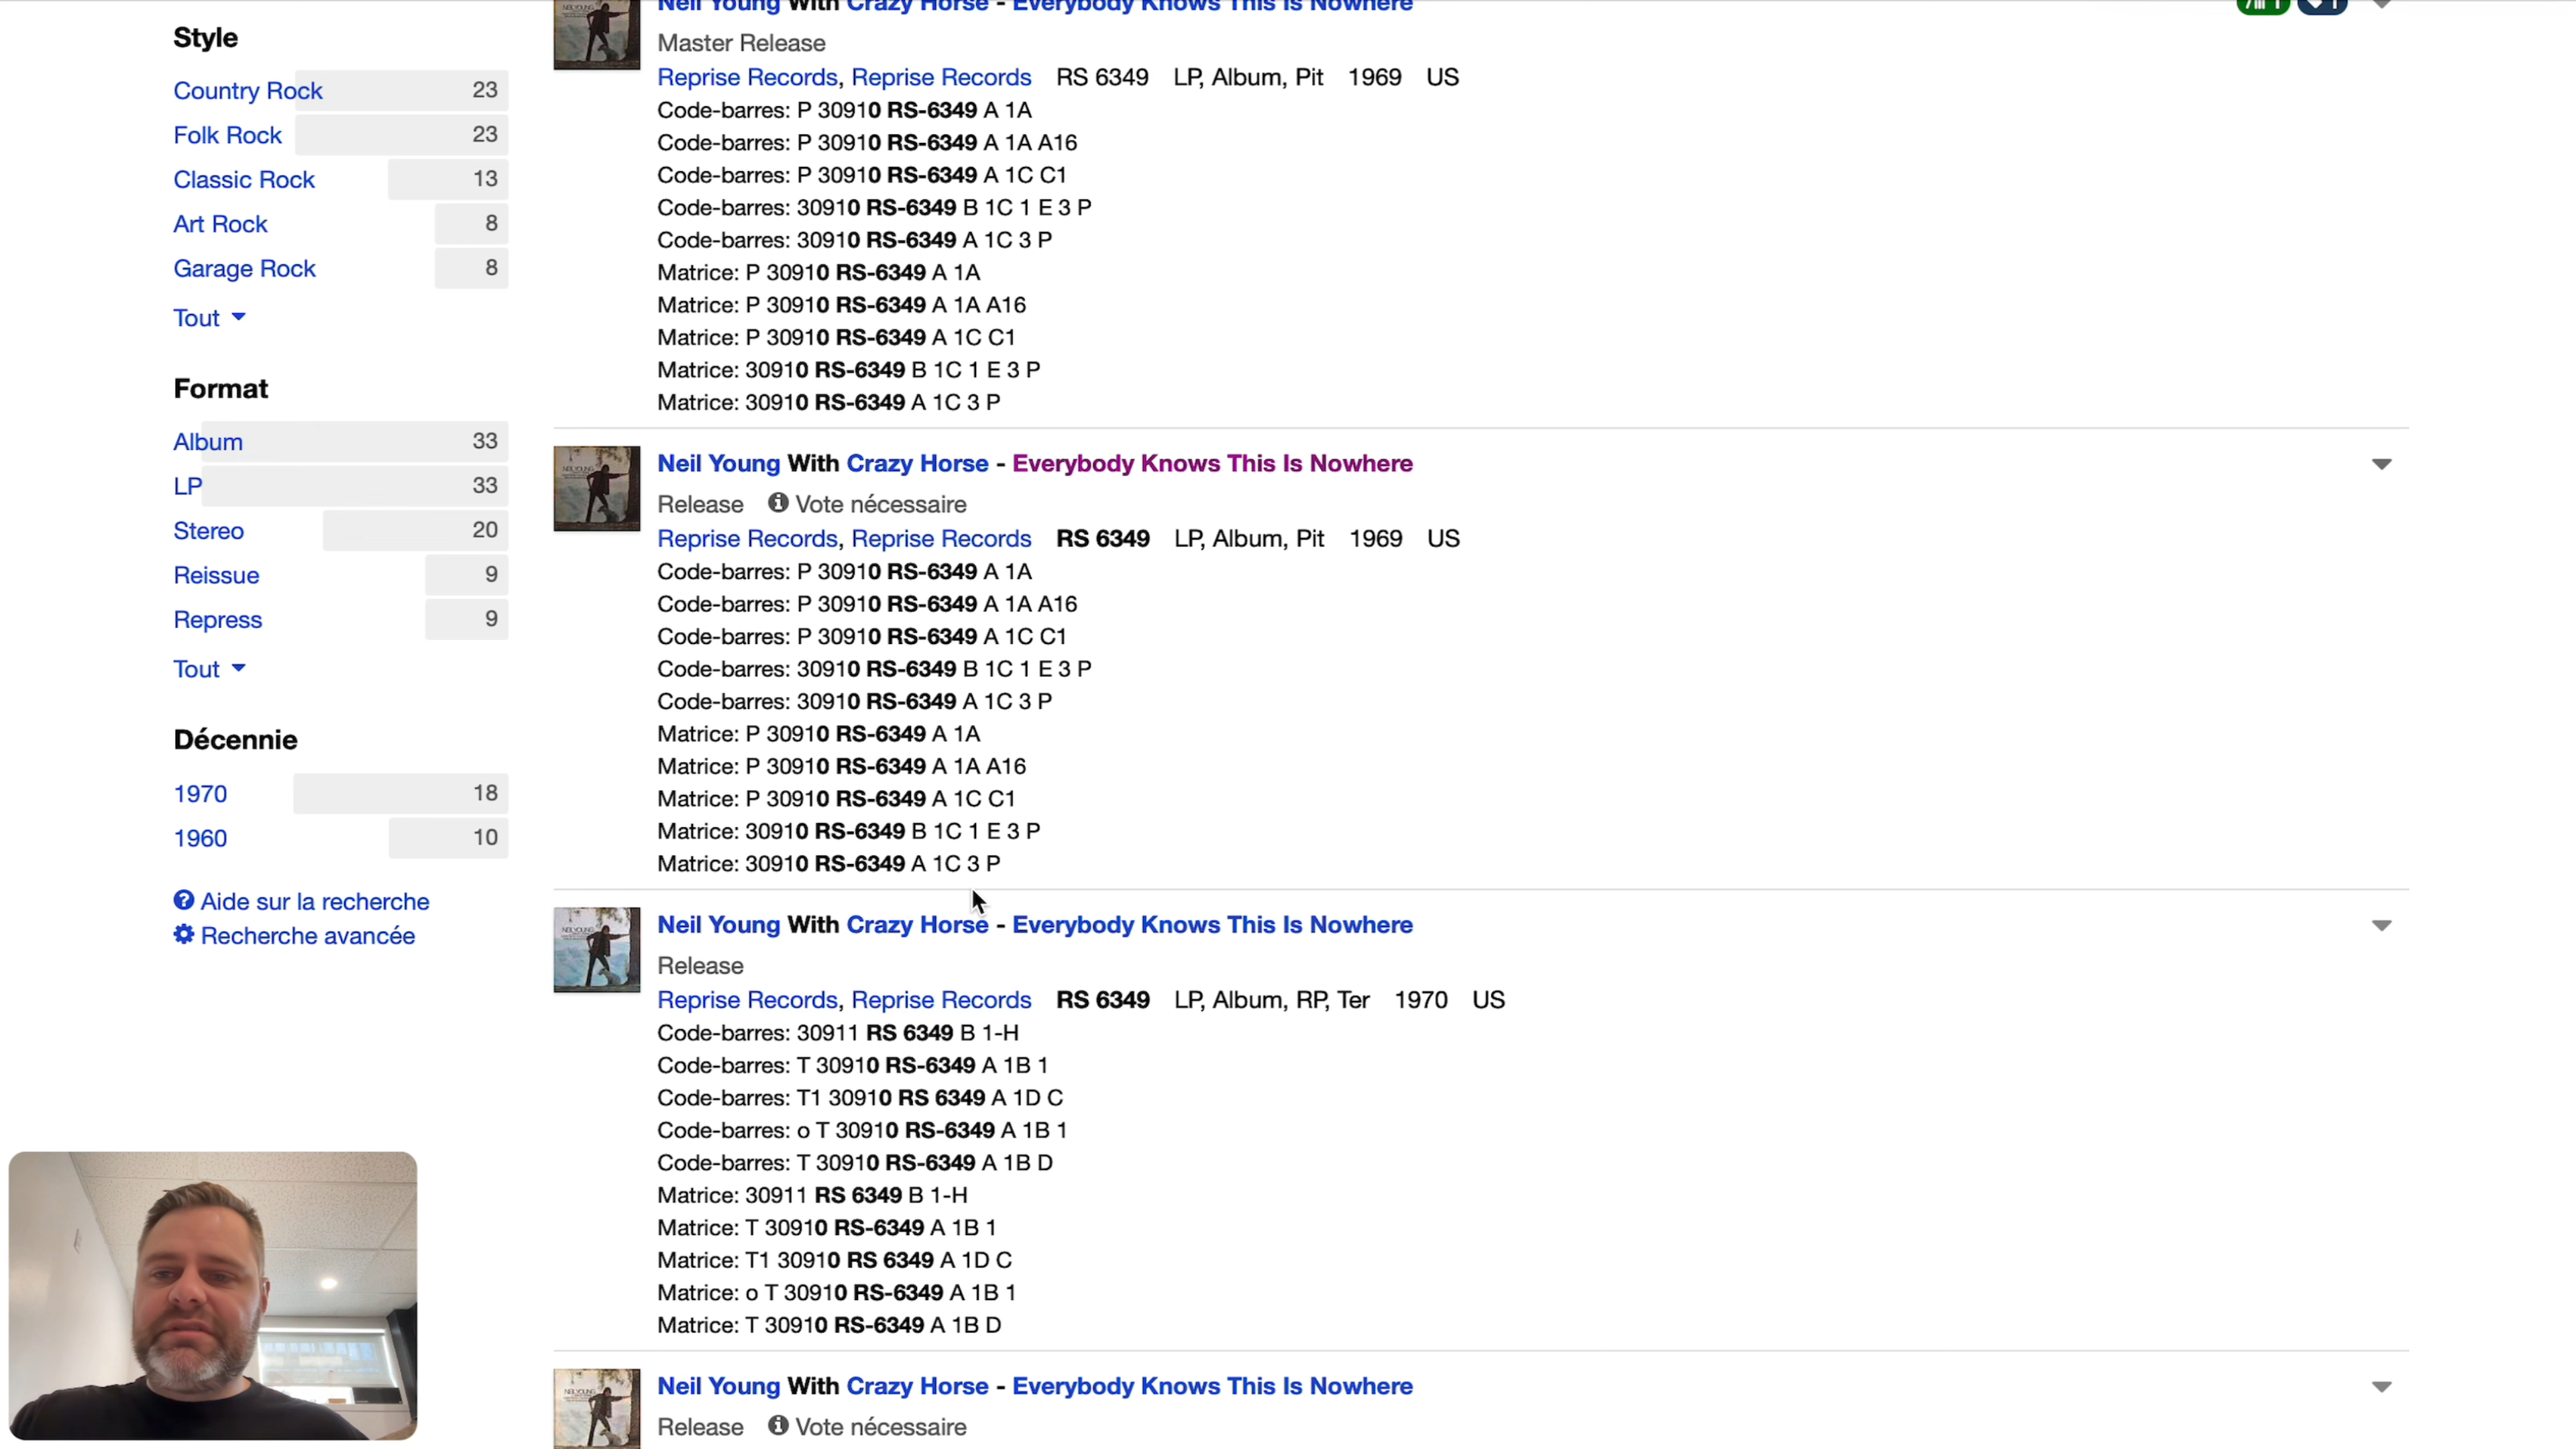 Style
Country Rock 23
Folk Rock 23
Classic Rock 13
Art Rock 8
Garage Rock 8
Tout
Format
Album 33
LP 33
Stereo 20
Reissue 9
Repress 9
Tout
Décennie
1970 18
1960 10
Aide sur la recherche
Recherche avancée
Neil Young With Crazy Horse - Everybody Knows This Is Nowhere
Master Release
Reprise Records, Reprise Records RS 6349 LP, Album, Pit 1969 US
Code-barres: P 30910 RS-6349 A 1A
Code-barres: P 30910 RS-6349 A 1A A16
Code-barres: P 30910 RS-6349 A 1C C1
Code-barres: 30910 RS-6349 B 1C 1 E 3 P
Code-barres: 30910 RS-6349 A 1C 3 P
Matrice: P 30910 RS-6349 A 1A
Matrice: P 30910 RS-6349 A 1A A16
Matrice: P 30910 RS-6349 A 1C C1
Matrice: 30910 RS-6349 B 1C 1 E 3 P
Matrice: 30910 RS-6349 A 1C 3 P
Neil Young With Crazy Horse - Everybody Knows This Is Nowhere
Release Vote nécessaire
Reprise Records, Reprise Records RS 6349 LP, Album, Pit 1969 US
Code-barres: P 30910 RS-6349 A 1A
Code-barres: P 30910 RS-6349 A 1A A16
Code-barres: P 30910 RS-6349 A 1C C1
Code-barres: 30910 RS-6349 B 1C 1 E 3 P
Code-barres: 30910 RS-6349 A 1C 3 P
Matrice: P 30910 RS-6349 A 1A
Matrice: P 30910 RS-6349 A 1A A16
Matrice: P 30910 RS-6349 A 1C C1
Matrice: 30910 RS-6349 B 1C 1 E 3 P
Matrice: 30910 RS-6349 A 1C 3 P
Neil Young With Crazy Horse - Everybody Knows This Is Nowhere
Release
Reprise Records, Reprise Records RS 6349 LP, Album, RP, Ter 1970 US
Code-barres: 30911 RS 6349 B 1-H
Code-barres: T 30910 RS-6349 A 1B 1
Code-barres: T1 30910 RS 6349 A 1D C
Code-barres: o T 30910 RS-6349 A 1B 1
Code-barres: T 30910 RS-6349 A 1B D
Matrice: 30911 RS 6349 B 1-H
Matrice: T 30910 RS-6349 A 1B 1
Matrice: T1 30910 RS 6349 A 1D C
Matrice: o T 30910 RS-6349 A 1B 1
Matrice: T 30910 RS-6349 A 1B D
Neil Young With Crazy Horse - Everybody Knows This Is Nowhere
Release Vote nécessaire